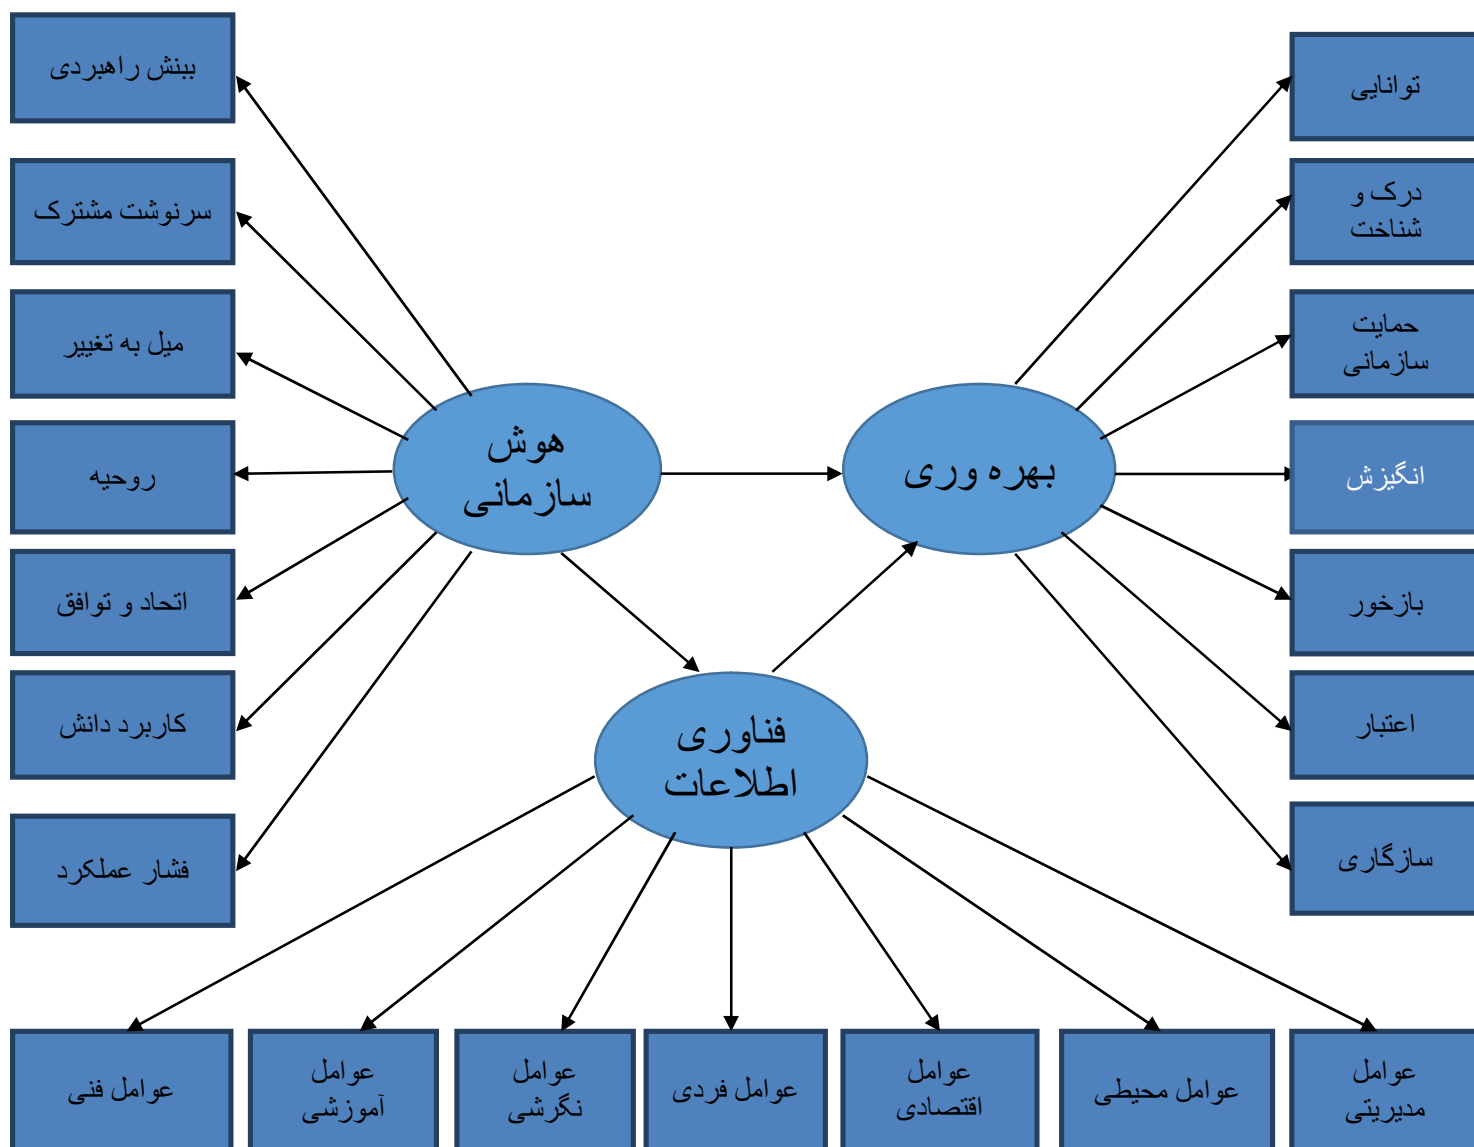 بینش راهبردی
سرنوشت مشترک
میل به تغییر
روحیه
اتحاد و توافق
کاربرد دانش
فشار عملکرد
هوش
سازمانی
بهره وری
فناوری
اطلاعات
توانایی
درک و
شناخت
حمایت
سازمانی
انگیزش
بازخور
اعتبار
سازگاری
عوامل فنی
عوامل
آموزشی
عوامل
نگرشی
عوامل فردی
عوامل
اقتصادی
عوامل محیطی
عوامل
مدیریتی